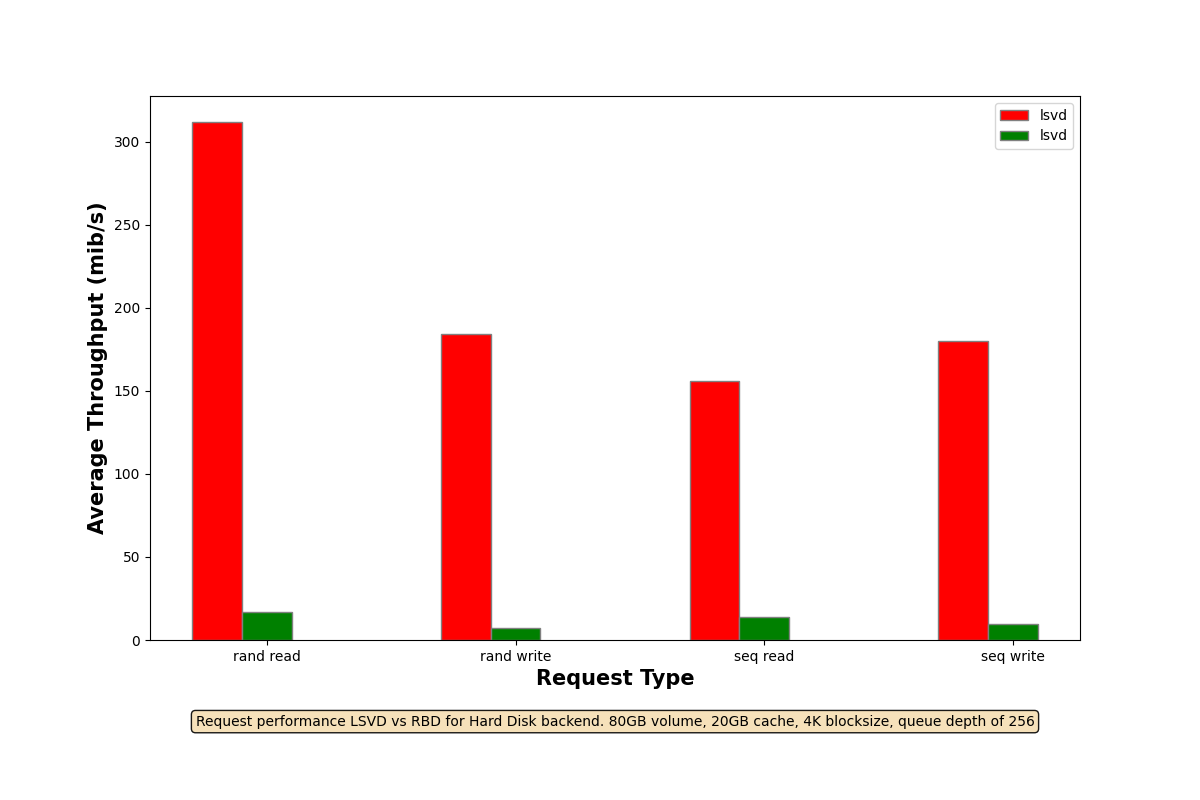 lsvd
lsvd
300
250
200
150
100
50
0
Average Throughput (mib/s)
rand read
rand write
seq read
seq write
Request Type
Request performance LSVD vs RBD for Hard Disk backend. 80GB volume, 20GB cache, 4K blocksize, queue depth of 256